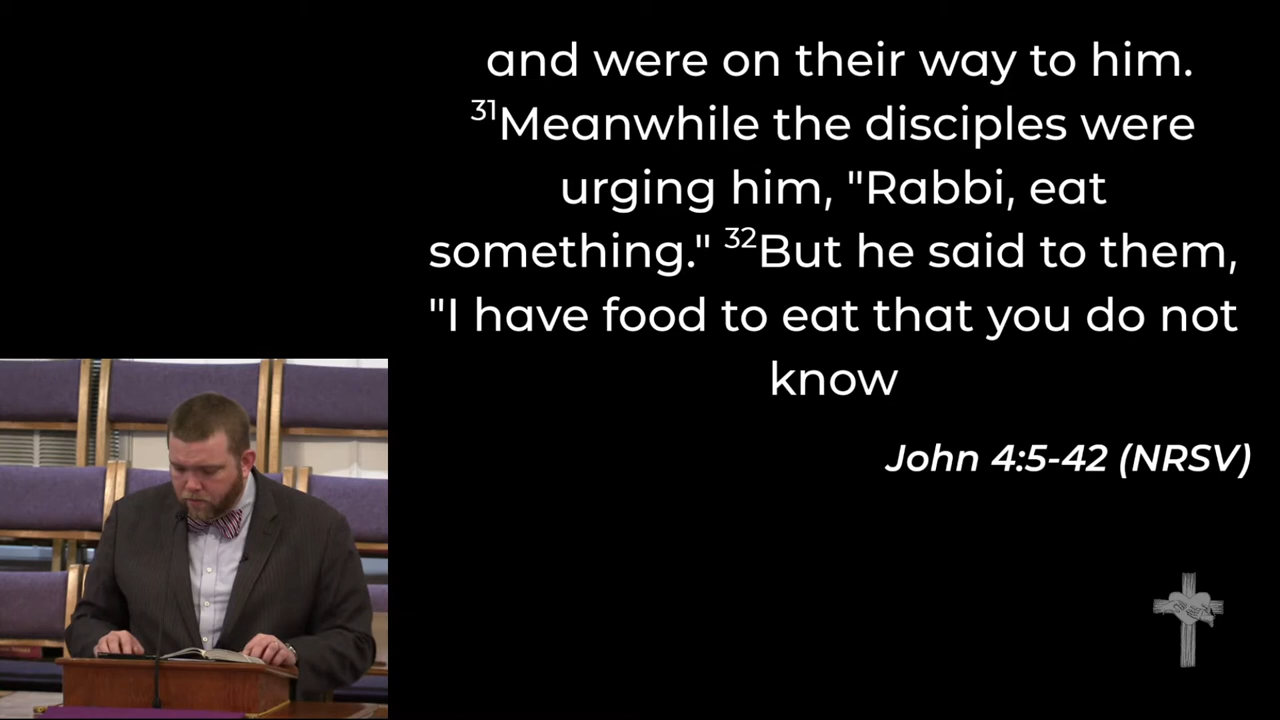 and were on their way to him.
³¹Meanwhile the disciples were
urging him, "Rabbi, eat
something." ³²But he said to them,
"I have food to eat that you do not
know
John 4:5-42 (NRSV)